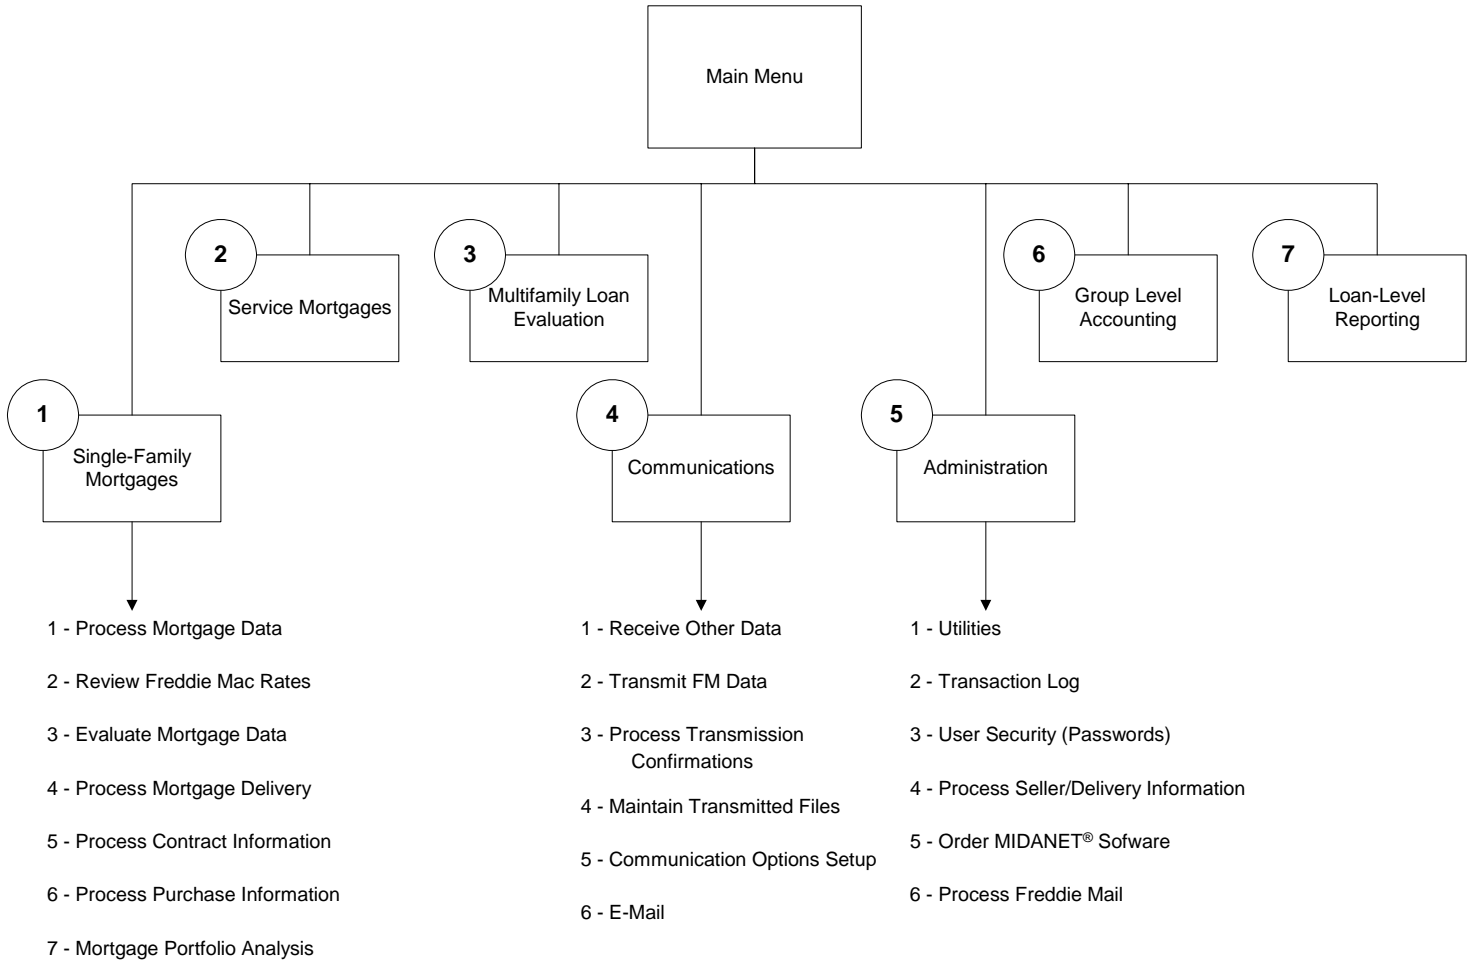 Main Menu
2
Service Mortgages
3
Multifamily Loan
Evaluation
6
Group Level
Accounting
7
Loan-Level
Reporting
1
Single-Family
Mortgages
4
Communications
5
Administration
1 - Process Mortgage Data
2 - Review Freddie Mac Rates
3 - Evaluate Mortgage Data
4 - Process Mortgage Delivery
5 - Process Contract Information
6 - Process Purchase Information
7 - Mortgage Portfolio Analysis
1 - Receive Other Data
2 - Transmit FM Data
3 - Process Transmission
Confirmations
4 - Maintain Transmitted Files
5 - Communication Options Setup
6 - E-Mail
1 - Utilities
2 - Transaction Log
3 - User Security (Passwords)
4 - Process Seller/Delivery Information
5 - Order MIDANET® Sofware
6 - Process Freddie Mail